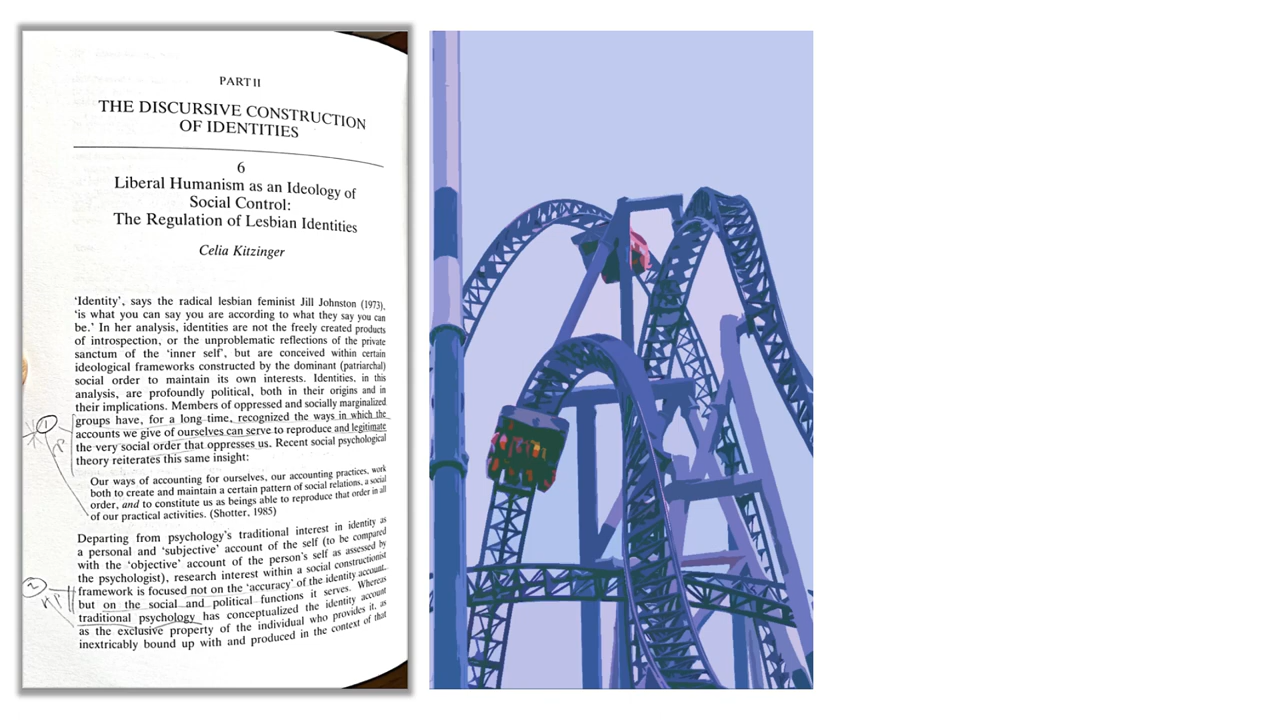 PART II
THE DISCURSIVE CONSTRUCTION
OF IDENTITIES
6
Liberal Humanism as an Ideology of
Social Control:
The Regulation of Lesbian Identities
Celia Kitzinger
'Identity', says the radical lesbian feminist Jill Johnston (1973),
'is what you can say you are according to what they say you can
be.' In her analysis, identities are not the freely created products
of introspection, or the unproblematic reflections of the private
sanctum of the 'inner self', but are conceived within certain
ideological frameworks constructed by the dominant (patriarchal)
social order to maintain its own interests. Identities, in this
analysis, are profoundly political, both in their origins and in
their implications. Members of oppressed and socially marginalized
groups have, for a long time, recognized the ways in which the
accounts we give of ourselves can serve to reproduce and legitimate
the very social order that oppresses us. Recent social psychological
theory reiterates this same insight:
Our ways of accounting for ourselves, our accounting practices, work
both to create and maintain a certain pattern of social relations, a social
order, and to constitute us as beings able to reproduce that order in all
of our practical activities. (Shotter, 1985)
Departing from psychology's traditional interest in identity as
a personal and 'subjective' account of the self (to be compared
with the 'objective' account of the person's self as assessed by
the psychologist), research interest within a social constructionist
framework is focused not on the 'accuracy' of the identity account,
but on the social and political functions it serves. Whereas
traditional psychology has conceptualized the identity account
as the exclusive property of the individual who provides it, as
inextricably bound up with and produced in the context of that
1
2